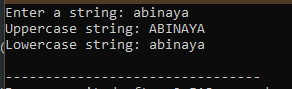 Enter a string: abinaya
Uppercase string: ABINAYA
Lowercase string: abinaya
--------------------------------